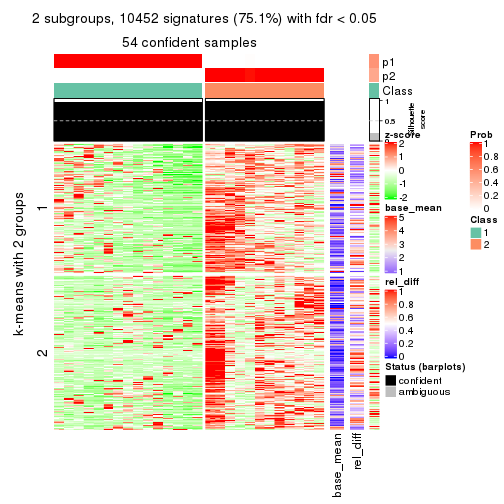 2 subgroups, 10452 signatures (75.1%) with fdr < 0.05
54 confident samples
p1
p2
Class
1
0.5
Silhouette
score
k-means with 2 groups
1
2
z-score
2
1
0
-1
-2
base_mean
5
4
3
2
1
rel_diff
1
0.8
0.6
0.4
0.2
0
Status (barplots)
confident
ambiguous
Prob
1
0.8
0.6
0.4
0.2
0
Class
1
2
base_mean
rel_diff